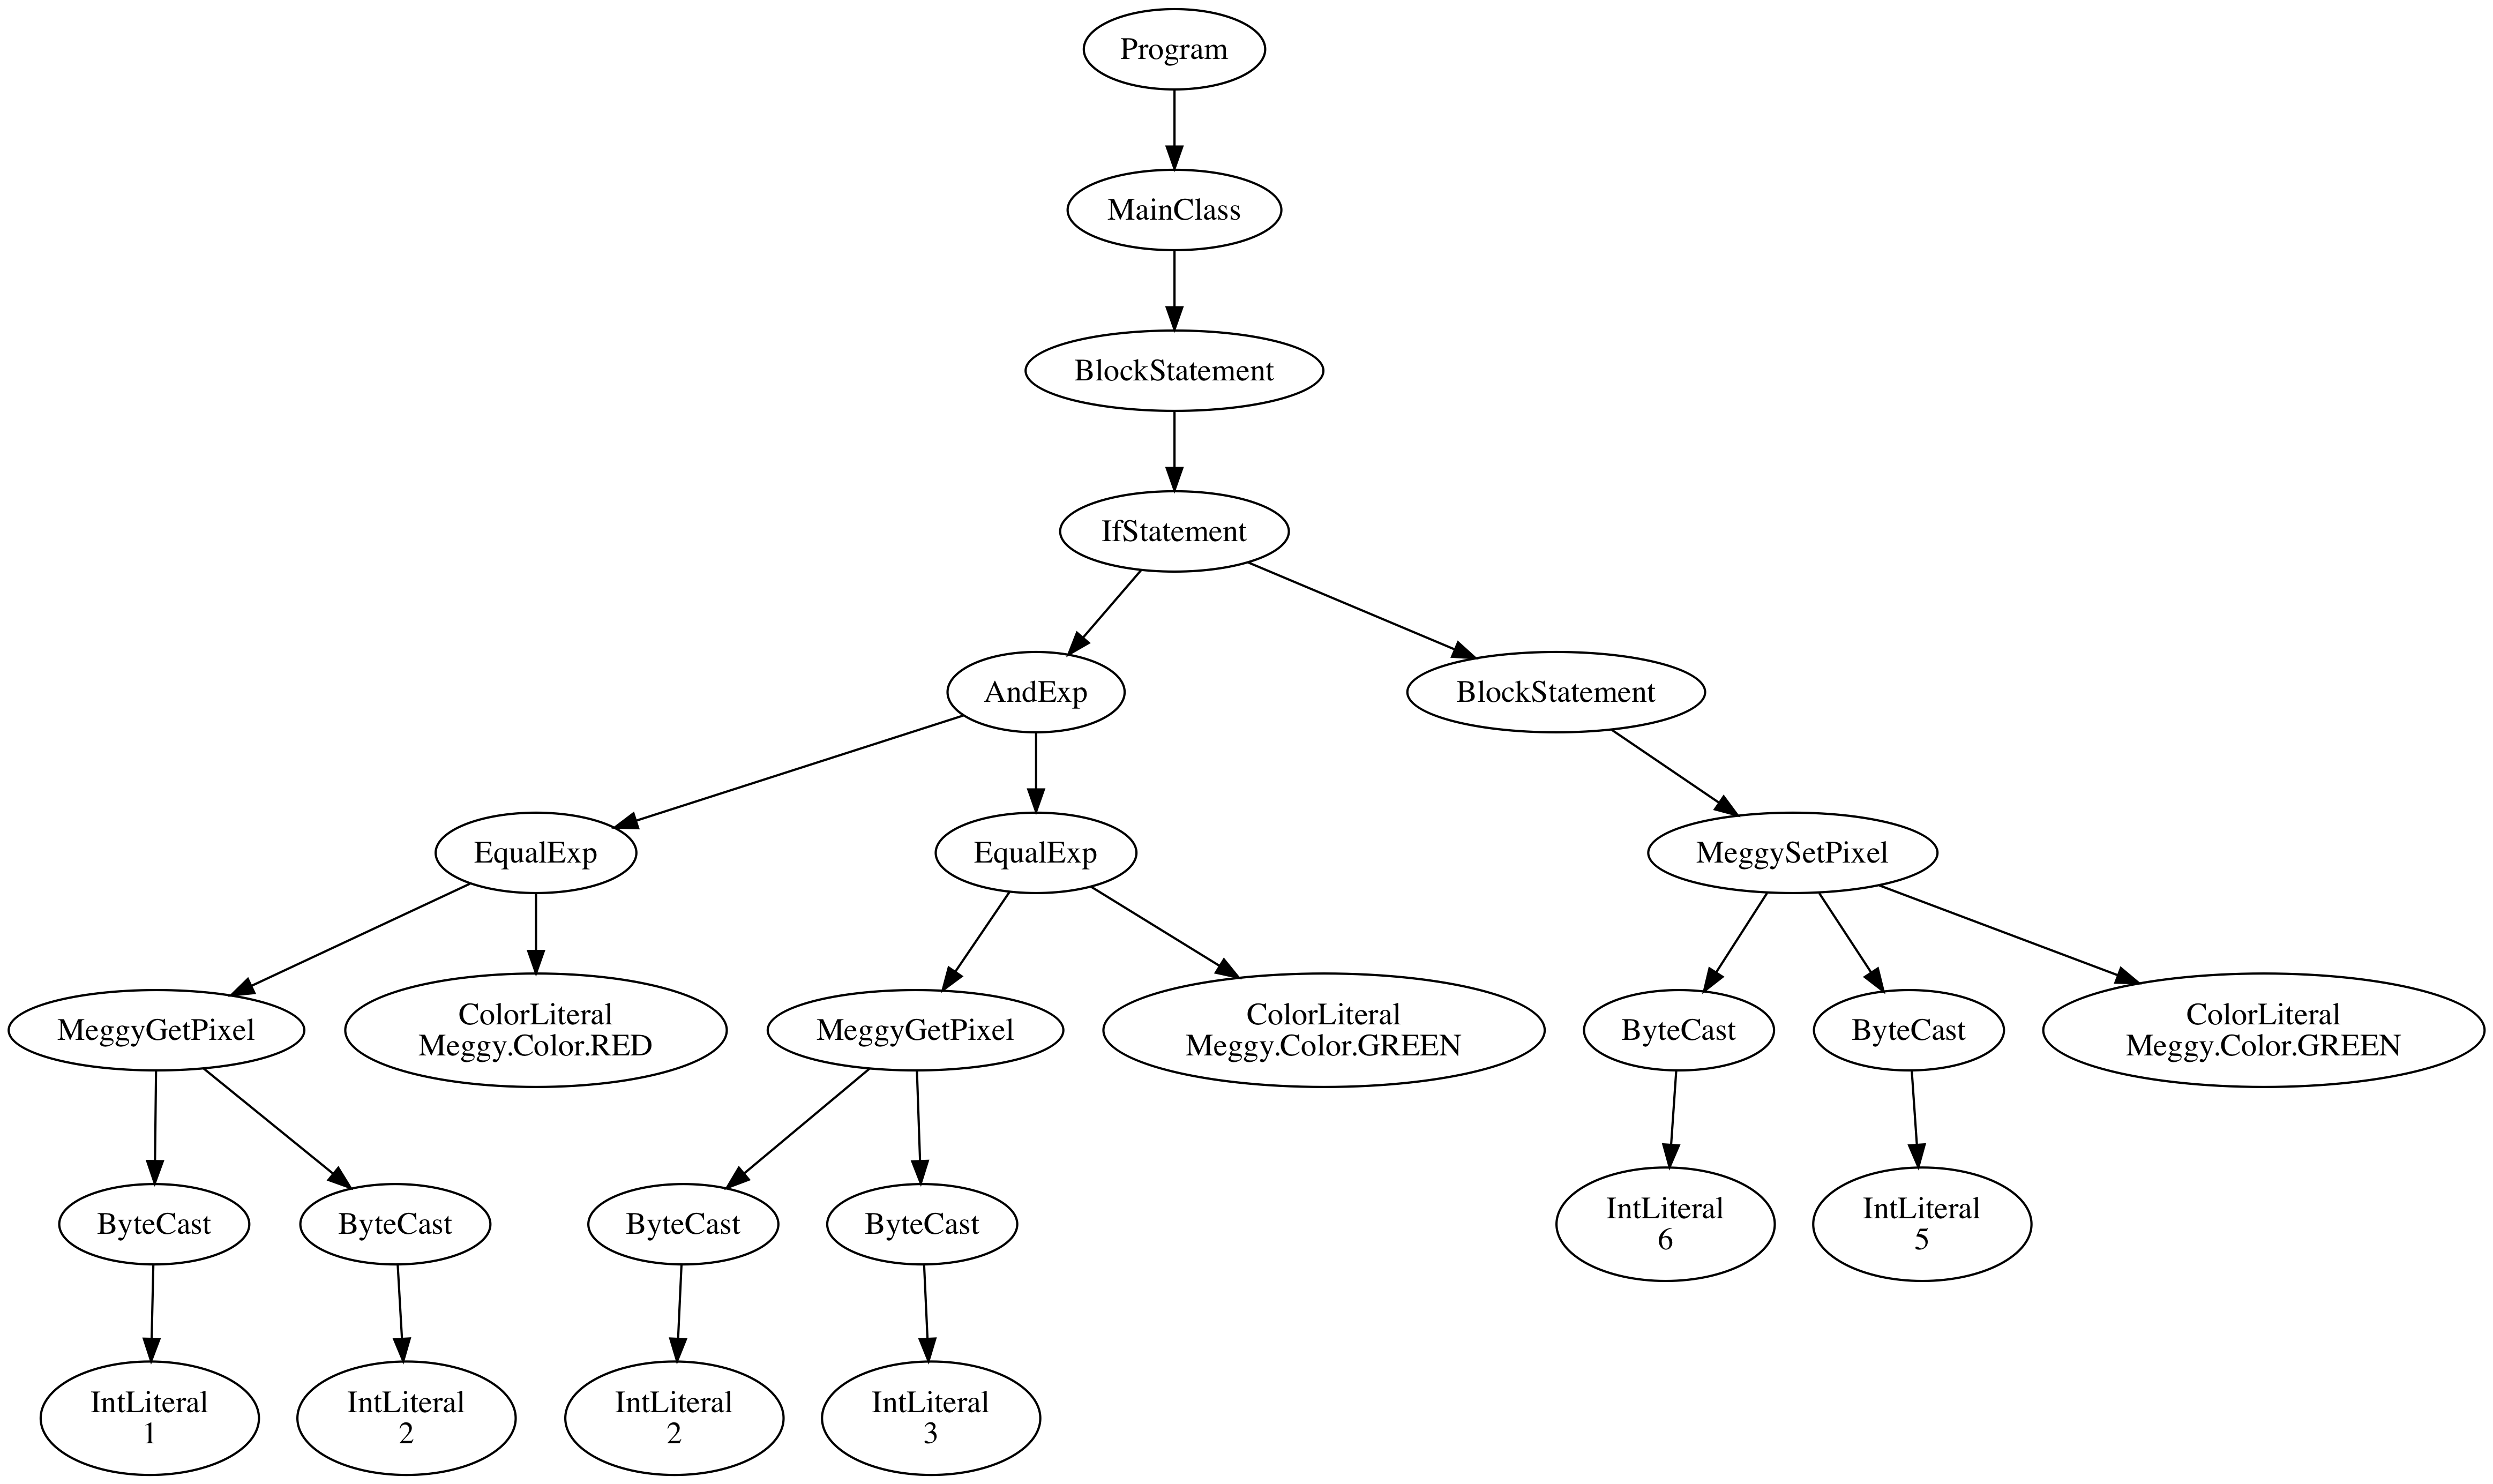 Program
MainClass
BlockStatement
IfStatement
AndExp
BlockStatement
EqualExp
EqualExp
MeggySetPixel
MeggyGetPixel
ColorLiteral
Meggy.Color.RED
MeggyGetPixel
ColorLiteral
Meggy.Color.GREEN
ByteCast
ByteCast
ColorLiteral
Meggy.Color.GREEN
ByteCast
ByteCast
ByteCast
ByteCast
IntLiteral
6
IntLiteral
5
IntLiteral
1
IntLiteral
2
IntLiteral
2
IntLiteral
3